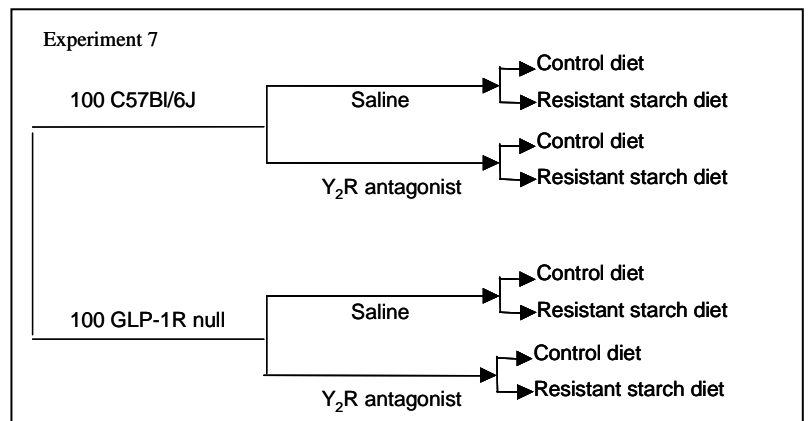 Experiment 7
Control diet
100 C57Bl/6J
Saline
Resistant starch diet
Control diet
Y₂R antagonist
Resistant starch diet
Control diet
100 GLP-1R null
Saline
Resistant starch diet
Control diet
Y₂R antagonist
Resistant starch diet